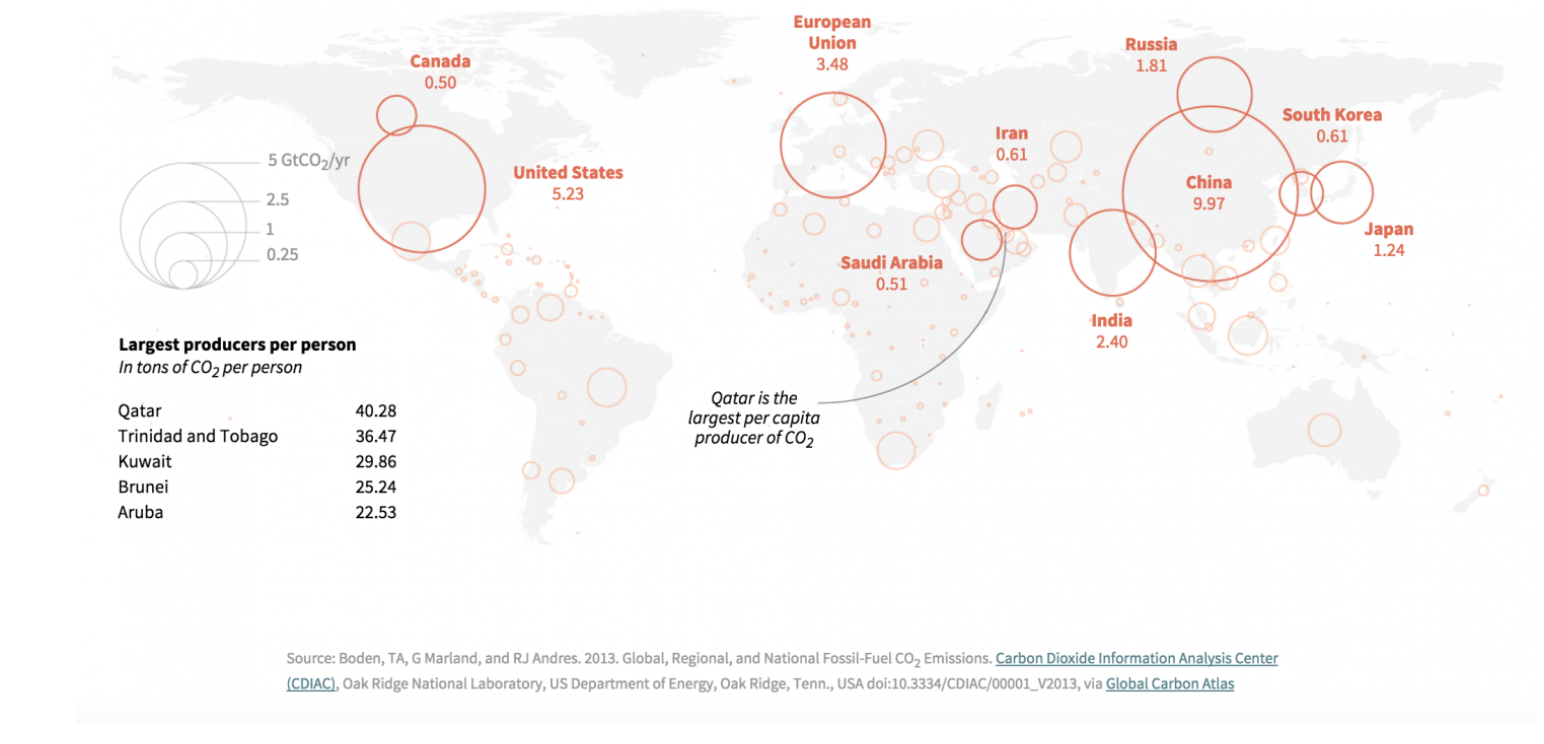 European
Union
3.48
Russia
1.81
Canada
0.50
South Korea
0.61
Iran
0.61
5 GtCO₂/yr
2.5
1
0.25
United States
5.23
China
9.97
Japan
1.24
Saudi Arabia
0.51
India
2.40
Largest producers per person
In tons of CO₂ per person
Qatar 40.28
Trinidad and Tobago 36.47
Kuwait 29.86
Brunei 25.24
Aruba 22.53
Qatar is the
largest per capita
producer of CO₂
Source: Boden, TA, G Marland, and RJ Andres. 2013. Global, Regional, and National Fossil-Fuel CO₂ Emissions. Carbon Dioxide Information Analysis Center
(CDIAC), Oak Ridge National Laboratory, US Department of Energy, Oak Ridge, Tenn., USA doi:10.3334/CDIAC/00001_V2013, via Global Carbon Atlas